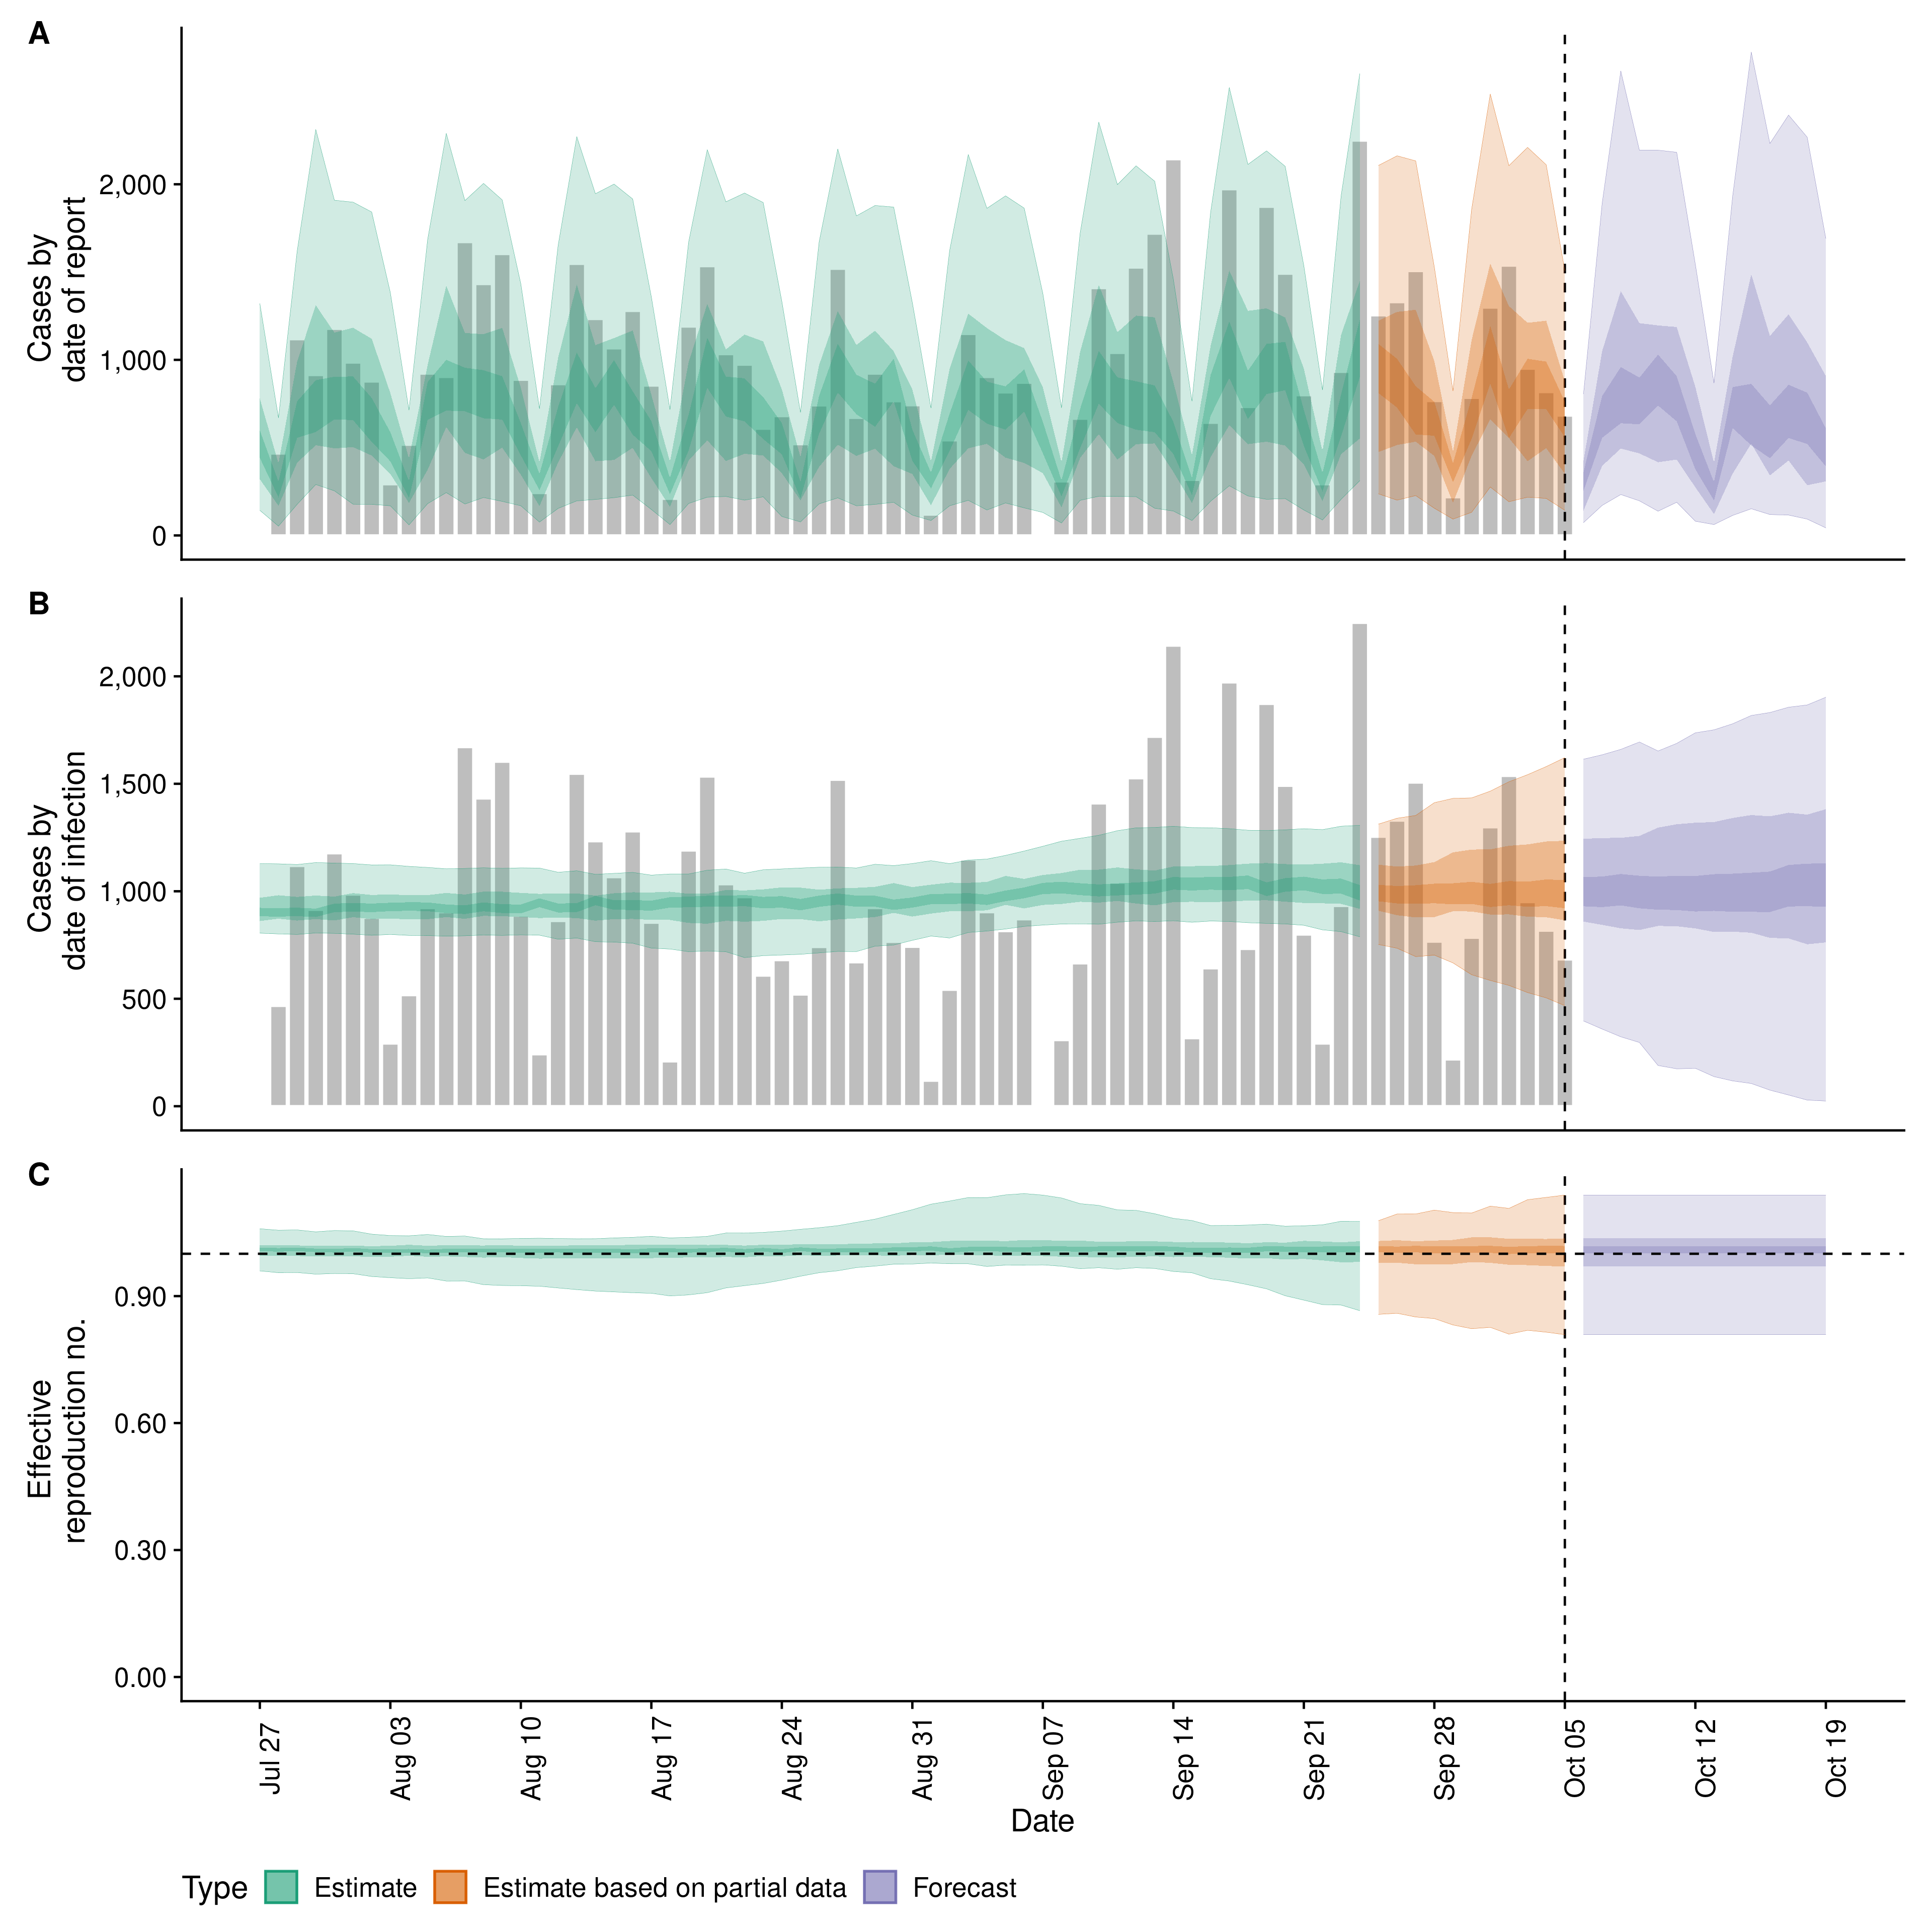 A
Cases by
date of report
2,000
1,000
0
B
Cases by
date of infection
2,000
1,500
1,000
500
0
C
Effective
reproduction no.
0.90
0.60
0.30
0.00
Jul 27
Aug 03
Aug 10
Aug 17
Aug 24
Aug 31
Sep 07
Sep 14
Sep 21
Sep 28
Oct 05
Oct 12
Oct 19
Date
Type Estimate Estimate based on partial data Forecast